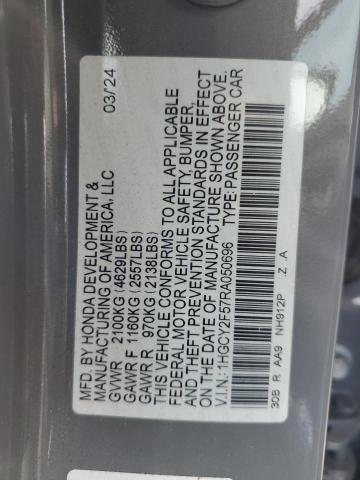 MFD. BY HONDA DEVELOPMENT & 03/24
MANUFACTURING OF AMERICA, LLC
GVWR 2100KG (4629LBS)
GAWR F 1160KG (2557LBS)
GAWR R 970KG (2138LBS)
THIS VEHICLE CONFORMS TO ALL APPLICABLE
FEDERAL MOTOR VEHICLE SAFETY, BUMPER,
AND THEFT PREVENTION STANDARDS IN EFFECT
ON THE DATE OF MANUFACTURE SHOWN ABOVE.
V.I.N.: 1HGCY2F57RA050696 TYPE: PASSENGER CAR
30B R AA9 NH912P Z A